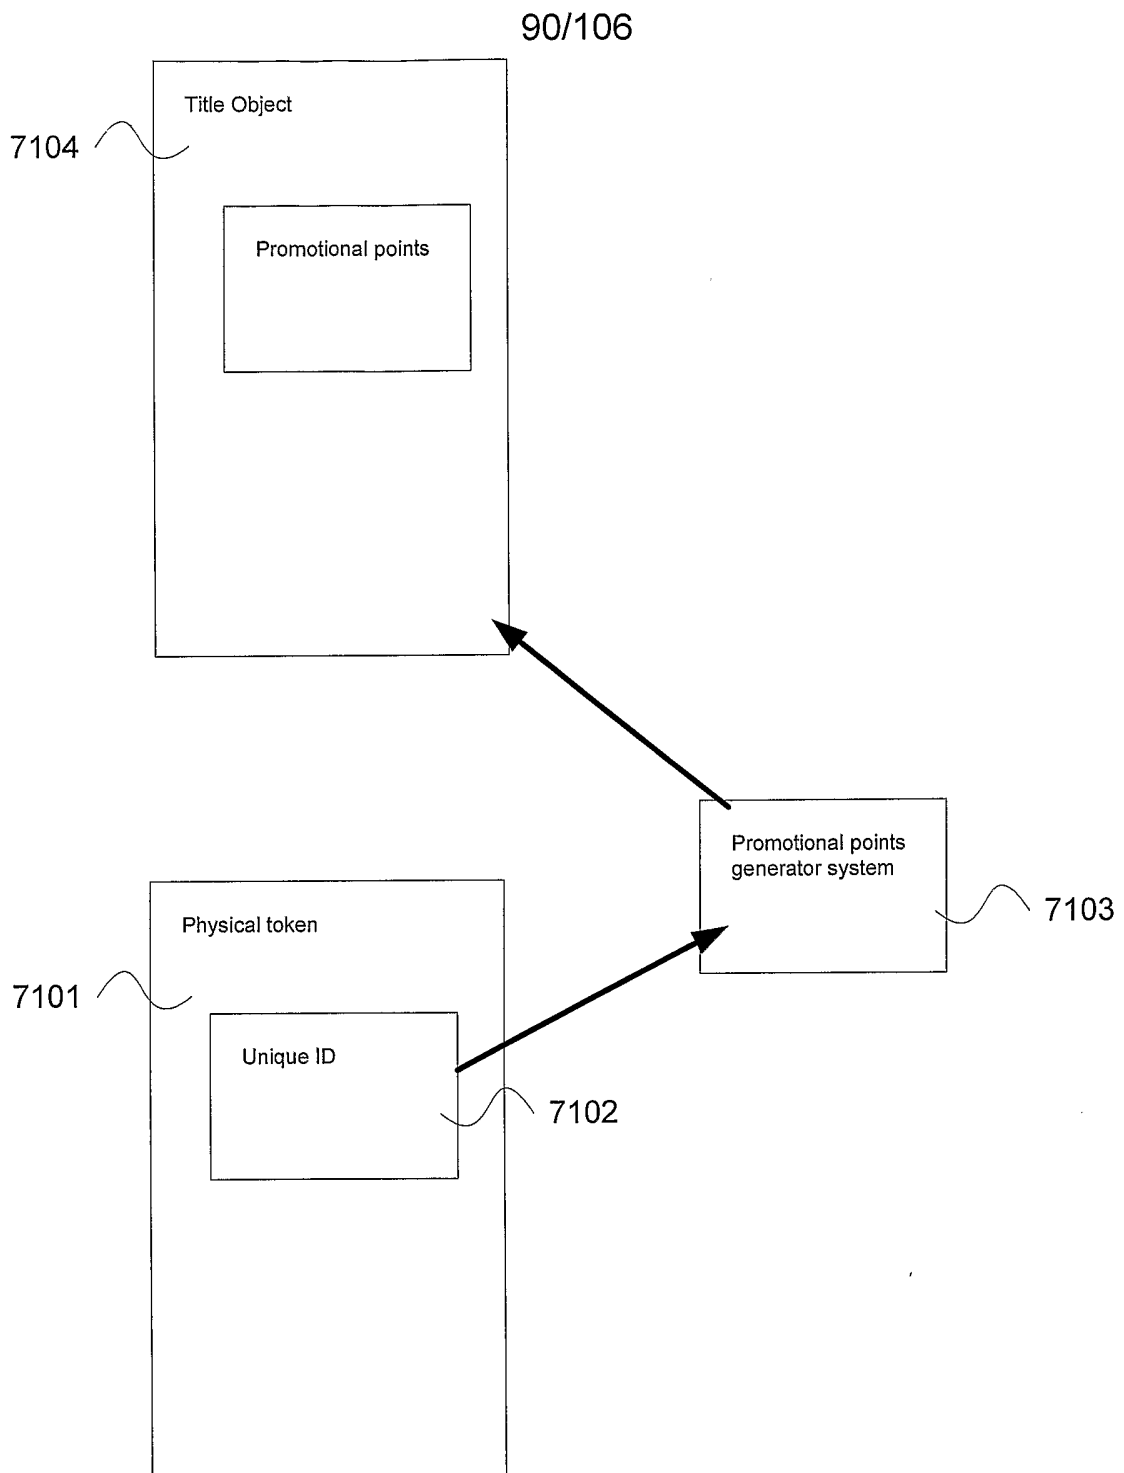 90/106
Title Object
7104
Promotional points
Promotional points
generator system
7103
Physical token
7101
Unique ID
7102